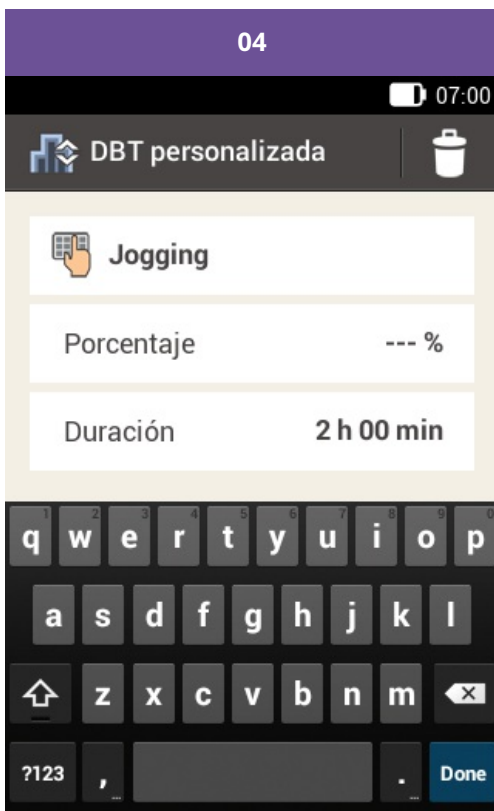 04
07:00
DBT personalizada
Jogging
Porcentaje --- %
Duración 2 h 00 min
1 2 3 4 5 6 7 8 9 0
q w e r t y u i o p
a s d f g h j k l
z x c v b n m
?123 , . Done